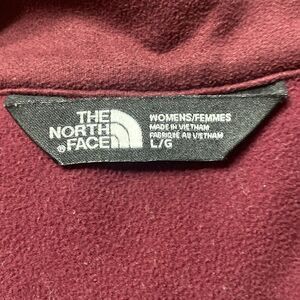 THE
NORTH
®FACE
WOMENS/FEMMES
MADE IN VIETNAM
FABRIQUÉ AU VIETNAM
L/G